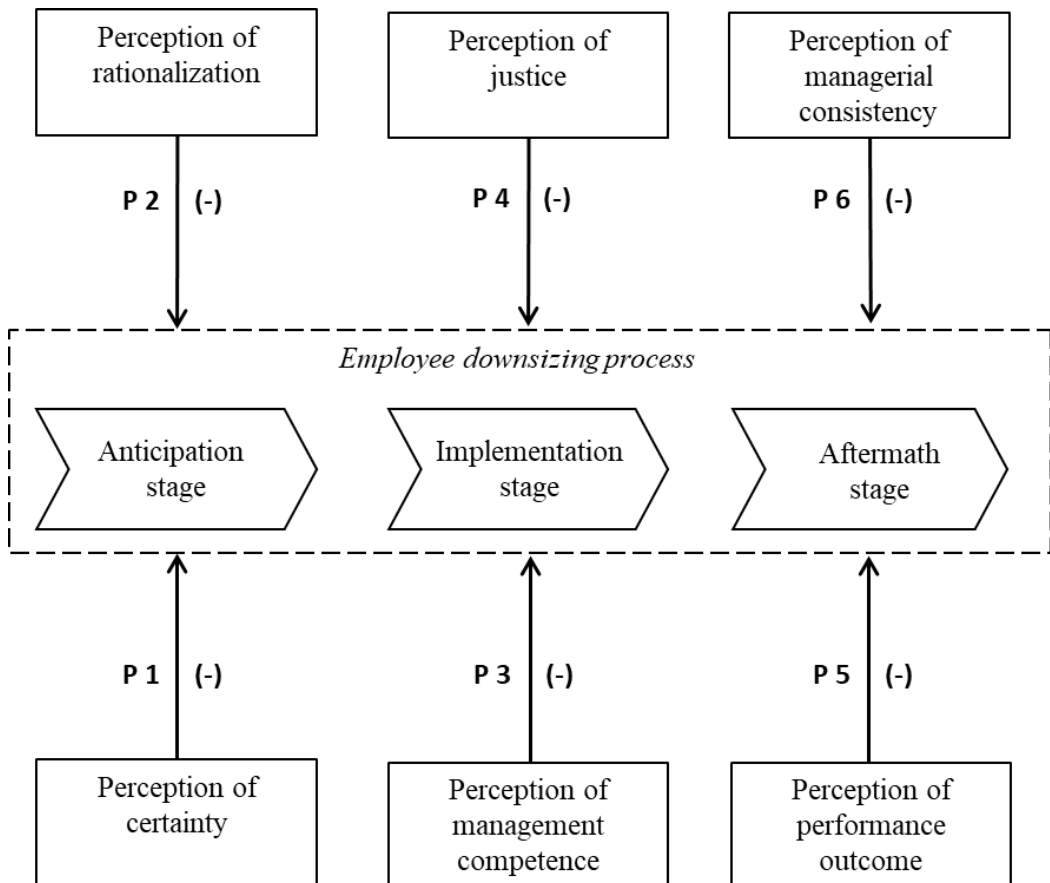 Perception of
rationalization
Perception of
justice
Perception of
managerial
consistency
P 2 (-)
P 4 (-)
P 6 (-)
Employee downsizing process
Anticipation
stage
Implementation
stage
Aftermath
stage
P 1 (-)
P 3 (-)
P 5 (-)
Perception of
certainty
Perception of
management
competence
Perception of
performance
outcome